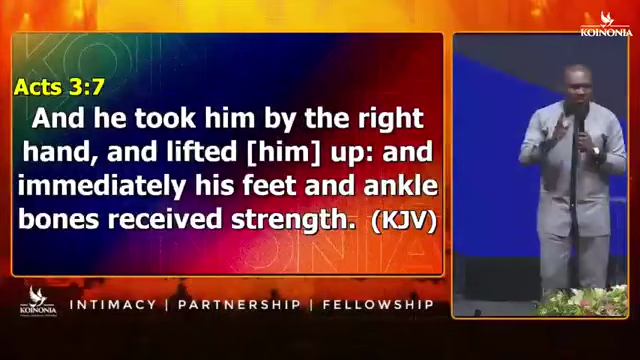 KOINONIA
Acts 3:7
And he took him by the right
hand, and lifted [him] up: and
immediately his feet and ankle
bones received strength. (KJV)
KOINONIA
INTIMACY | PARTNERSHIP | FELLOWSHIP